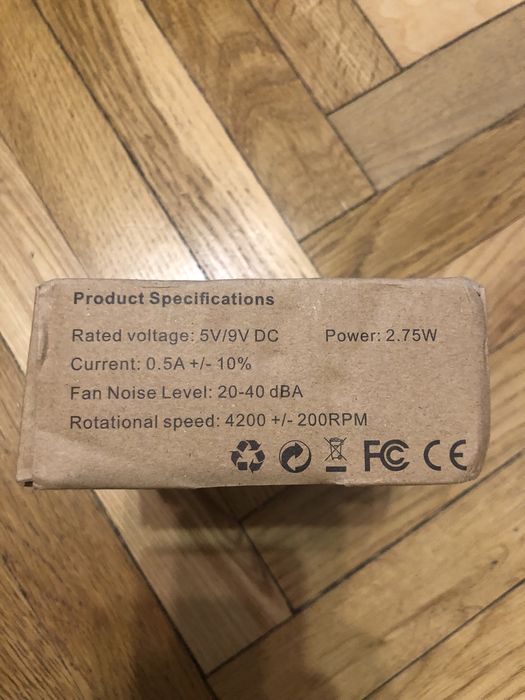 Product Specifications
Rated voltage: 5V/9V DC Power: 2.75W
Current: 0.5A +/- 10%
Fan Noise Level: 20-40 dBA
Rotational speed: 4200 +/- 200RPM
FC CE